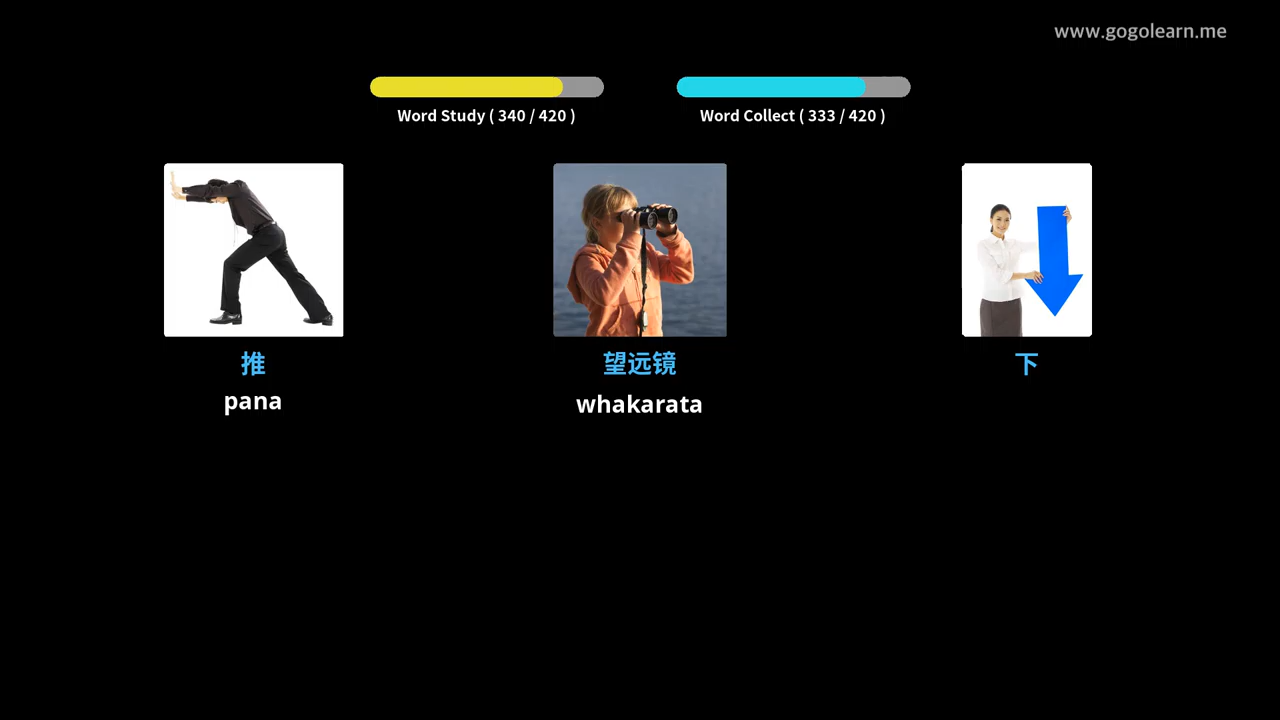 www.gogolearn.me
Word Study ( 340 / 420 )
Word Collect ( 333 / 420 )
推
望远镜
下
pana
whakarata